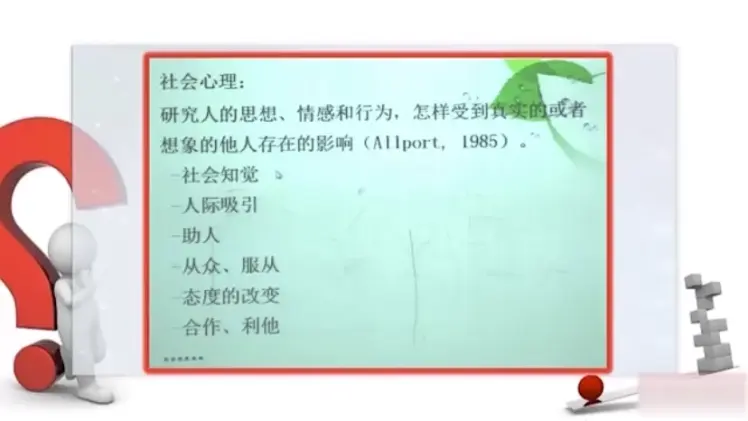 社会心理：
研究人的思想、情感和行为，怎样受到真实的或者
想象的他人存在的影响（Allport, 1985）。
-社会知觉
-人际吸引
-助人
-从众、服从
-态度的改变
-合作、利他